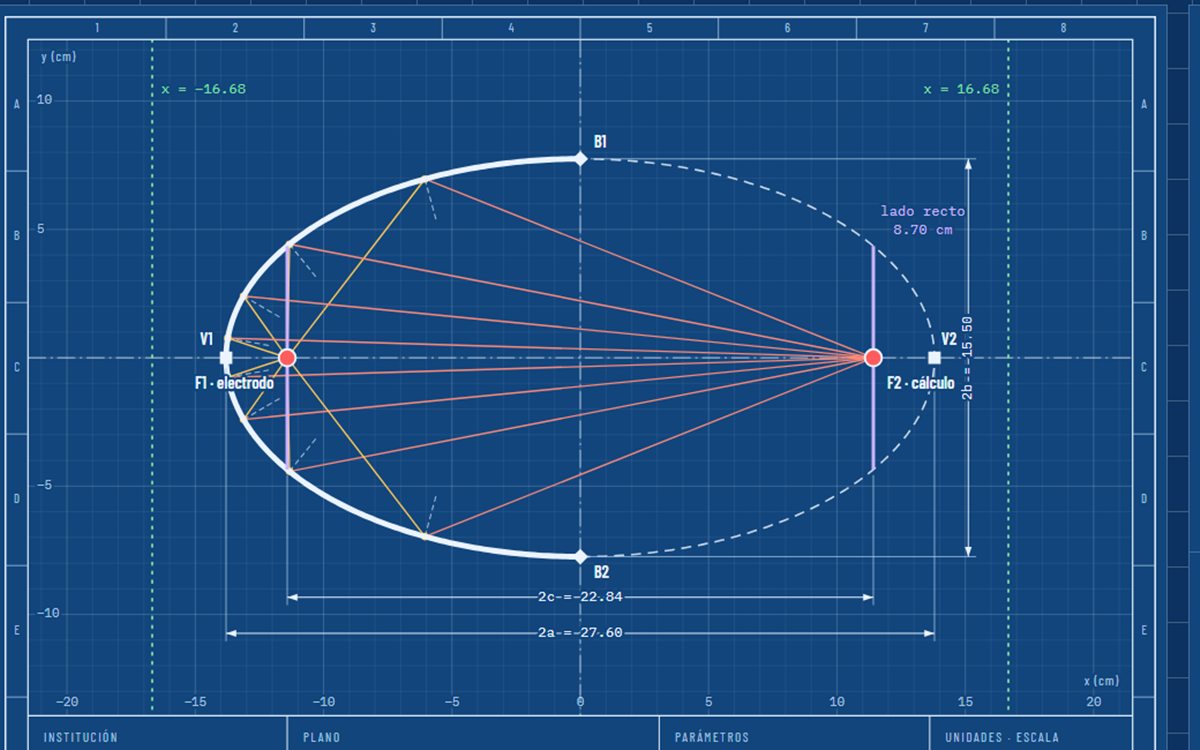 1 2 3 4 5 6 7 8
y (cm)
x = −16.68 x = 16.68
A 10 A
B1
lado recto
8.70 cm
B 5 B
2b = 15.50
V1 V2
C C
F1 · electrodo F2 · cálculo
D −5 D
B2
2c = 22.84
−10
E 2a = 27.60 E
x (cm)
−20 −15 −10 −5 0 5 10 15 20
INSTITUCIÓN PLANO PARÁMETROS UNIDADES · ESCALA